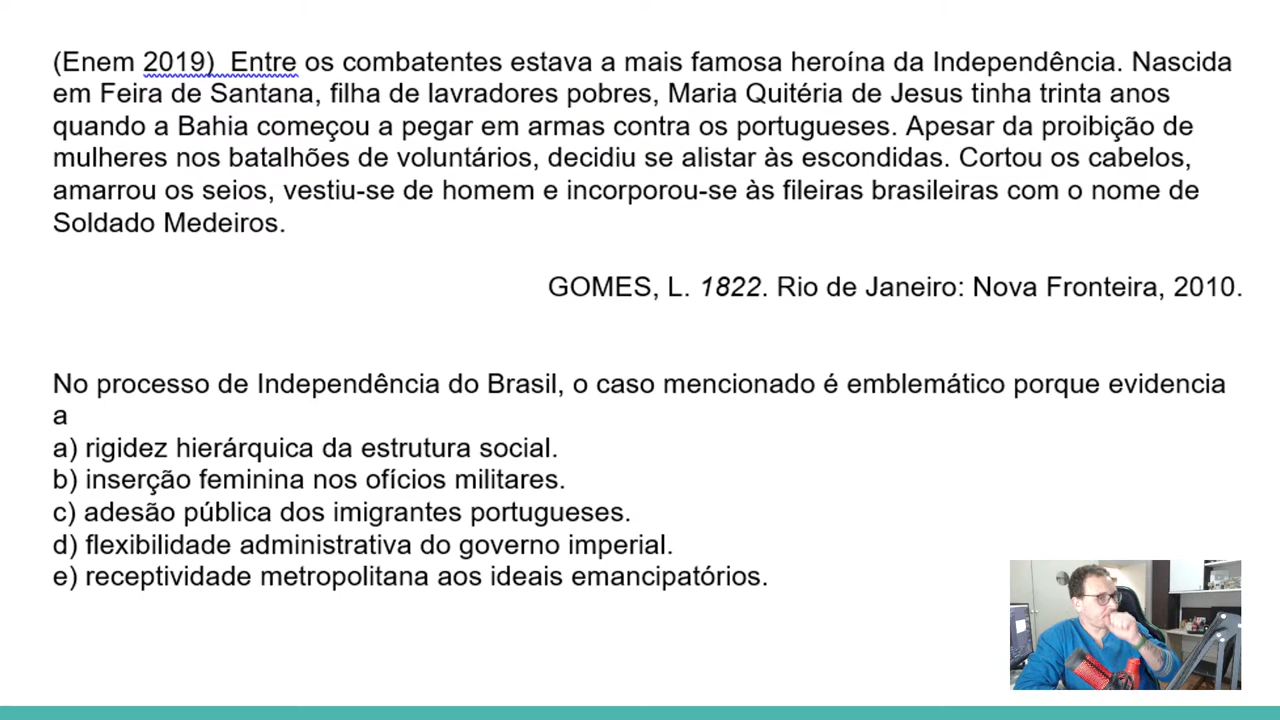 (Enem 2019)  Entre os combatentes estava a mais famosa heroína da Independência. Nascida
em Feira de Santana, filha de lavradores pobres, Maria Quitéria de Jesus tinha trinta anos
quando a Bahia começou a pegar em armas contra os portugueses. Apesar da proibição de
mulheres nos batalhões de voluntários, decidiu se alistar às escondidas. Cortou os cabelos,
amarrou os seios, vestiu-se de homem e incorporou-se às fileiras brasileiras com o nome de
Soldado Medeiros.
GOMES, L. 1822. Rio de Janeiro: Nova Fronteira, 2010.
No processo de Independência do Brasil, o caso mencionado é emblemático porque evidencia
a
a) rigidez hierárquica da estrutura social.
b) inserção feminina nos ofícios militares.
c) adesão pública dos imigrantes portugueses.
d) flexibilidade administrativa do governo imperial.
e) receptividade metropolitana aos ideais emancipatórios.